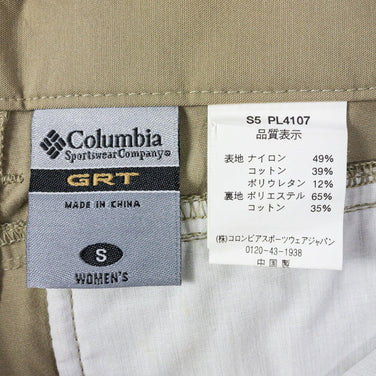 Columbia
Sportswear Company®
GRT
MADE IN CHINA
S
WOMEN'S
S5 PL4107
品質表示
表地 ナイロン 49%
コットン 39%
ポリウレタン 12%
裏地 ポリエステル 65%
コットン 35%
(株)コロンビアスポーツウェアジャパン
0120-43-1938
中国製